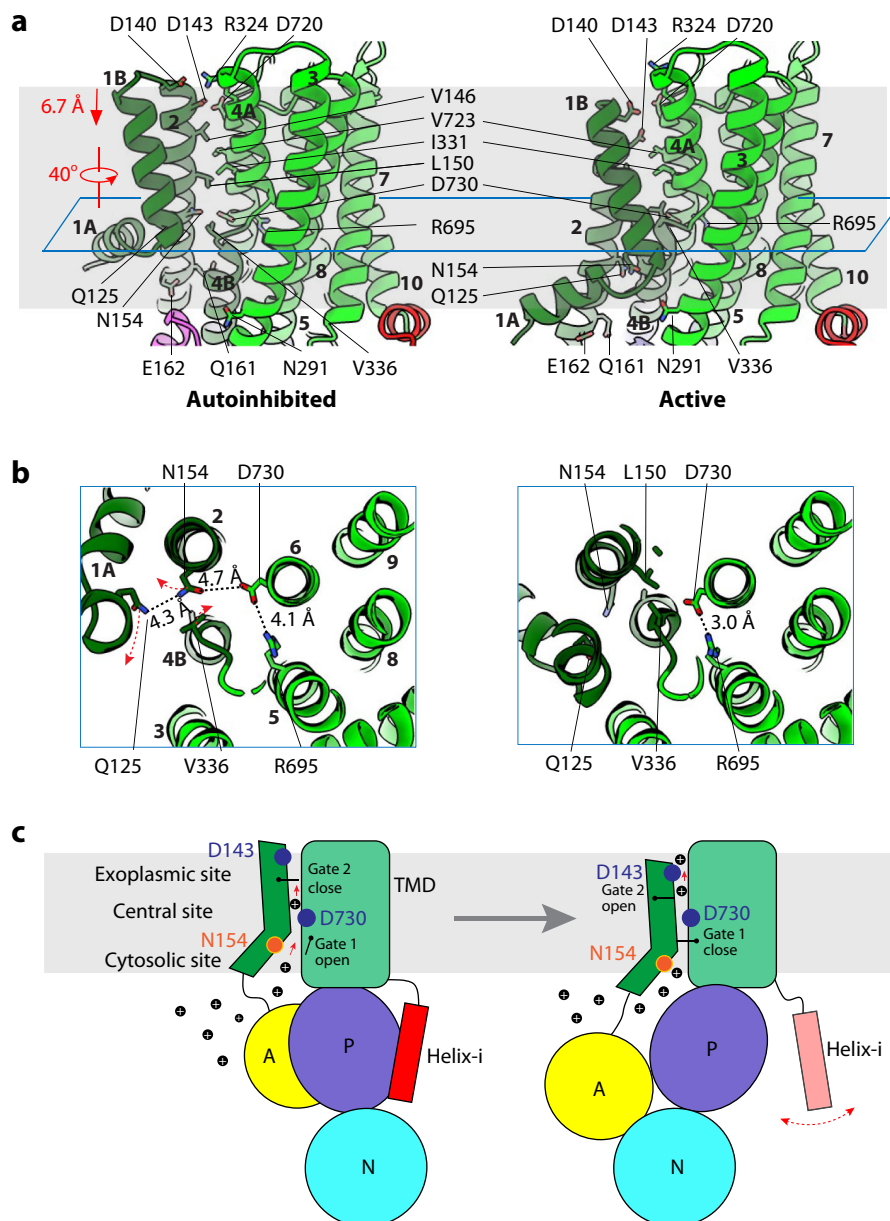 a
D140 D143 R324 D720
1B
2
4A
3
6.7 Å
40°
1A
7
8
4B
5
10
Q125
N154
E162 Q161 N291 V336
Autoinhibited
V146
V723
I331
L150
D730
R695
N154
Q125
D140 D143 R324 D720
1B
4A
3
7
2
R695
8
10
1A
4B
5
E162 Q161 N291 V336
Active
b
N154 D730
2
6
9
1A
4.7 Å
4.3 Å
4.1 Å
4B
8
3
5
Q125 V336 R695
N154 L150 D730
3.0 Å
Q125 V336 R695
c
D143
Exoplasmic site
Gate 2
close
TMD
Central site
D730
N154
Gate 1
open
Cytosolic site
A
P
Helix-i
N
D143
Gate 2
open
D730
Gate 1
close
N154
P
Helix-i
A
N